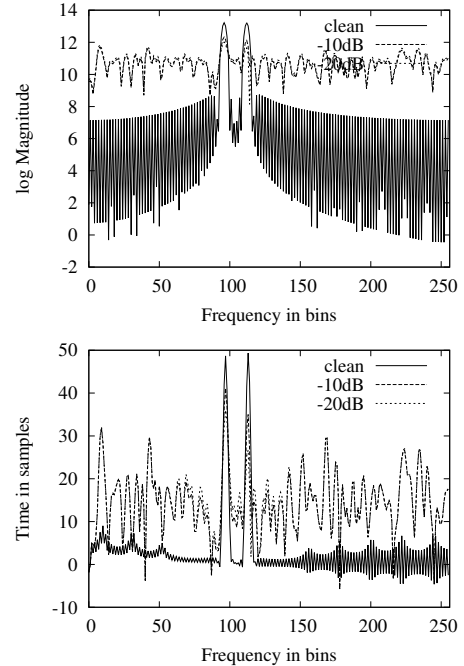 14
12
10
8
6
4
2
0
-2
log Magnitude
clean
-10dB
-20dB
0 50 100 150 200 250
Frequency in bins
50
40
30
20
10
0
-10
Time in samples
clean
-10dB
-20dB
0 50 100 150 200 250
Frequency in bins